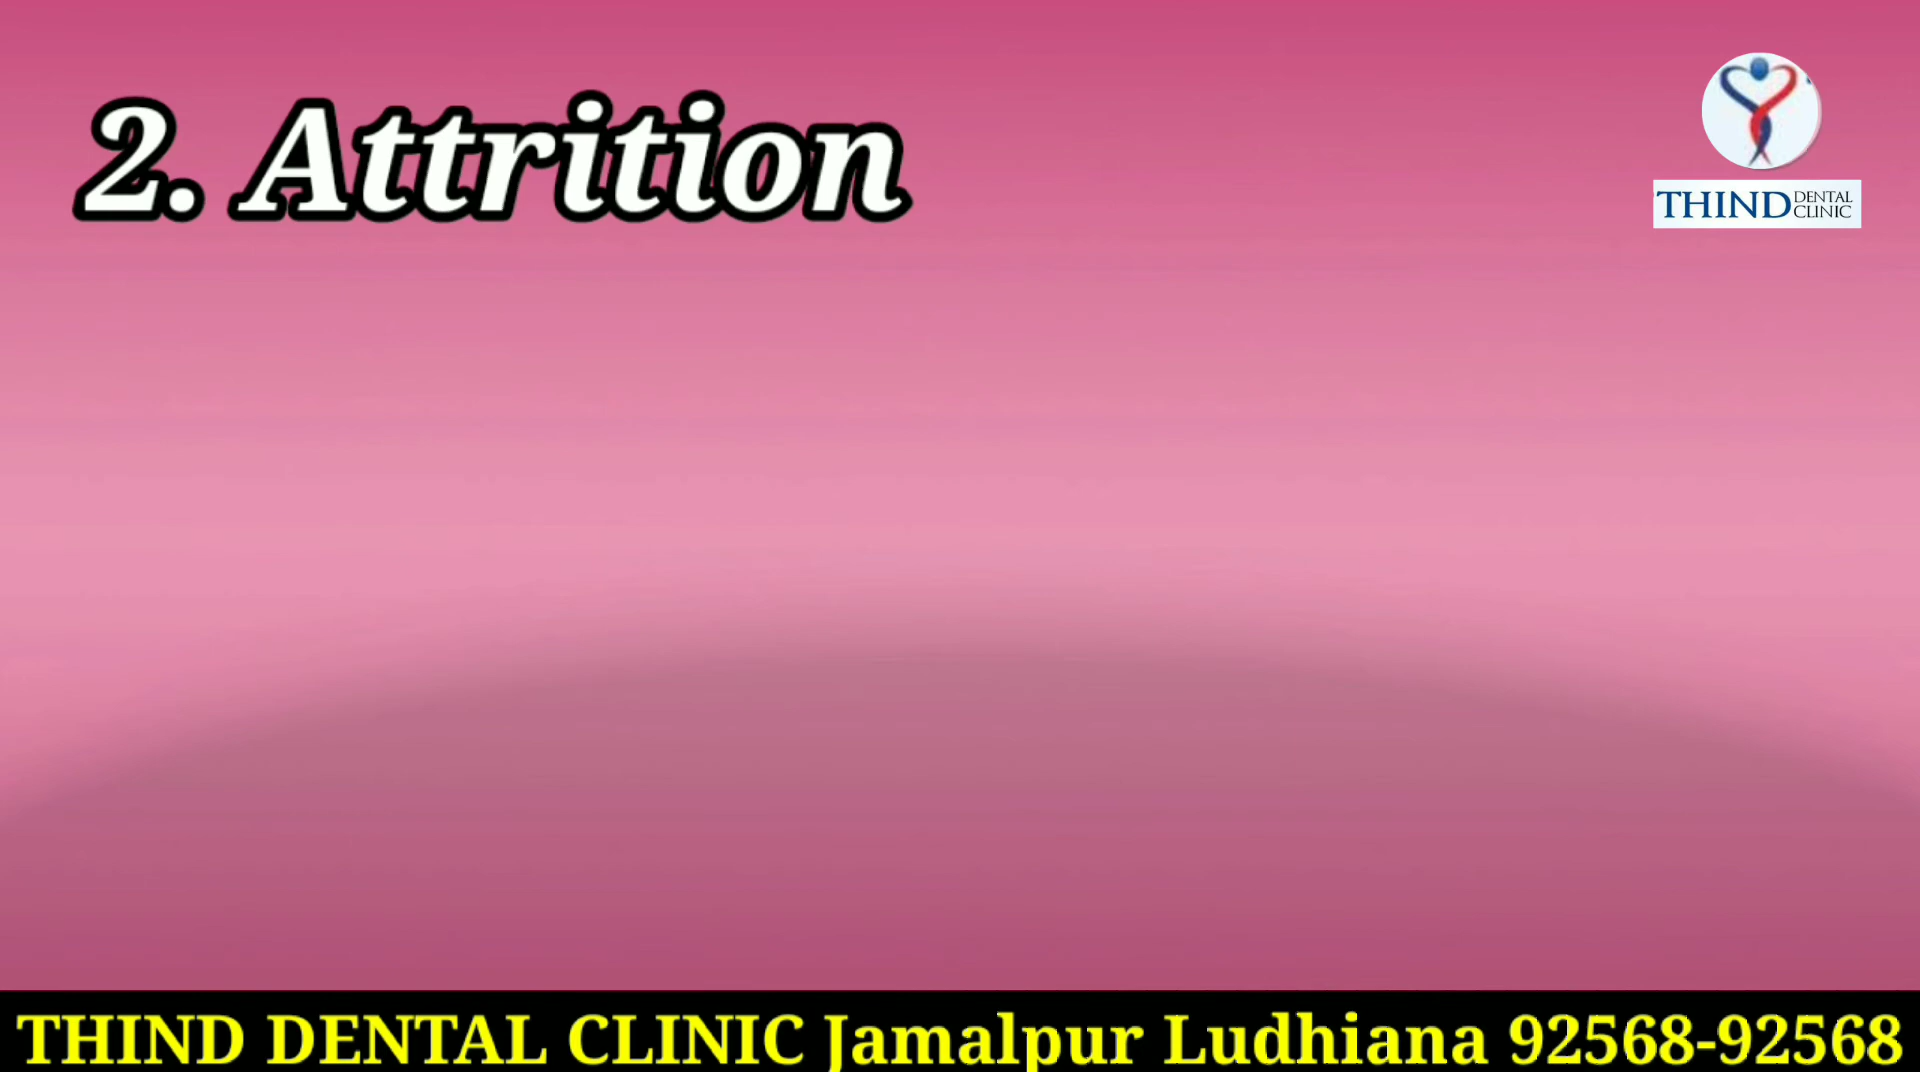 2. Attrition
THIND DENTAL CLINIC
THIND DENTAL CLINIC Jamalpur Ludhiana 92568-92568